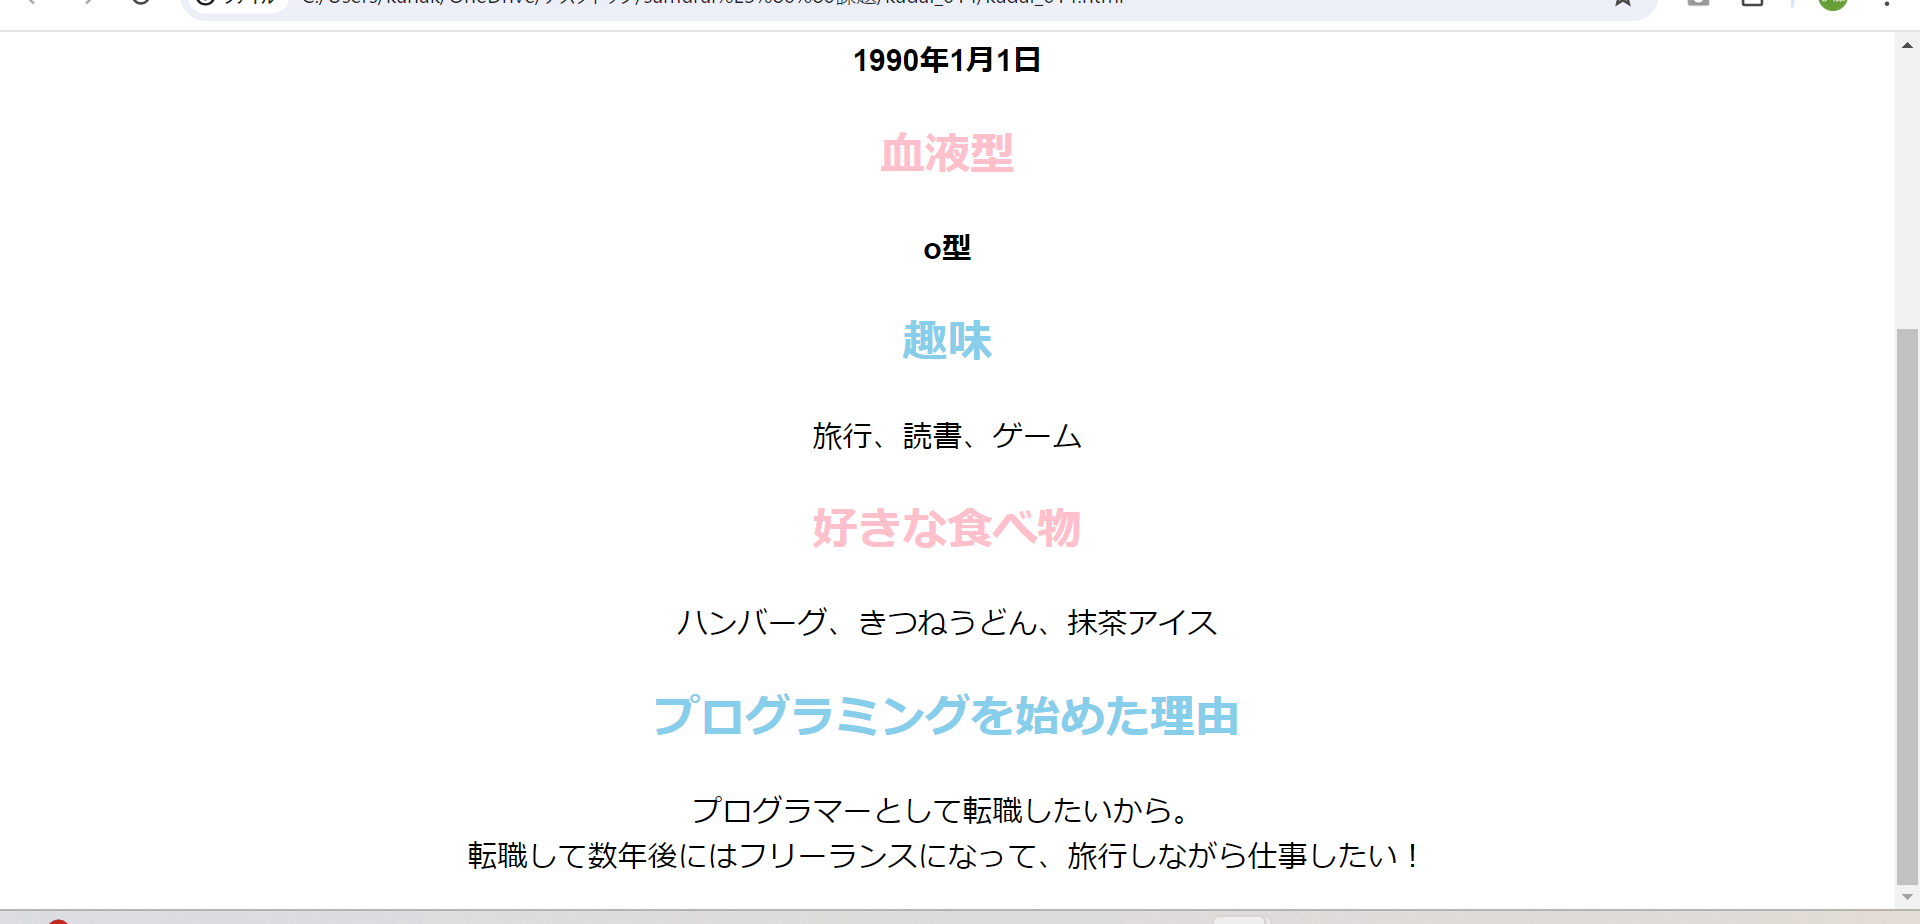 1990年1月1日
血液型
o型
趣味
旅行、読書、ゲーム
好きな食べ物
ハンバーグ、きつねうどん、抹茶アイス
プログラミングを始めた理由
プログラマーとして転職したいから。
転職して数年後にはフリーランスになって、旅行しながら仕事したい！